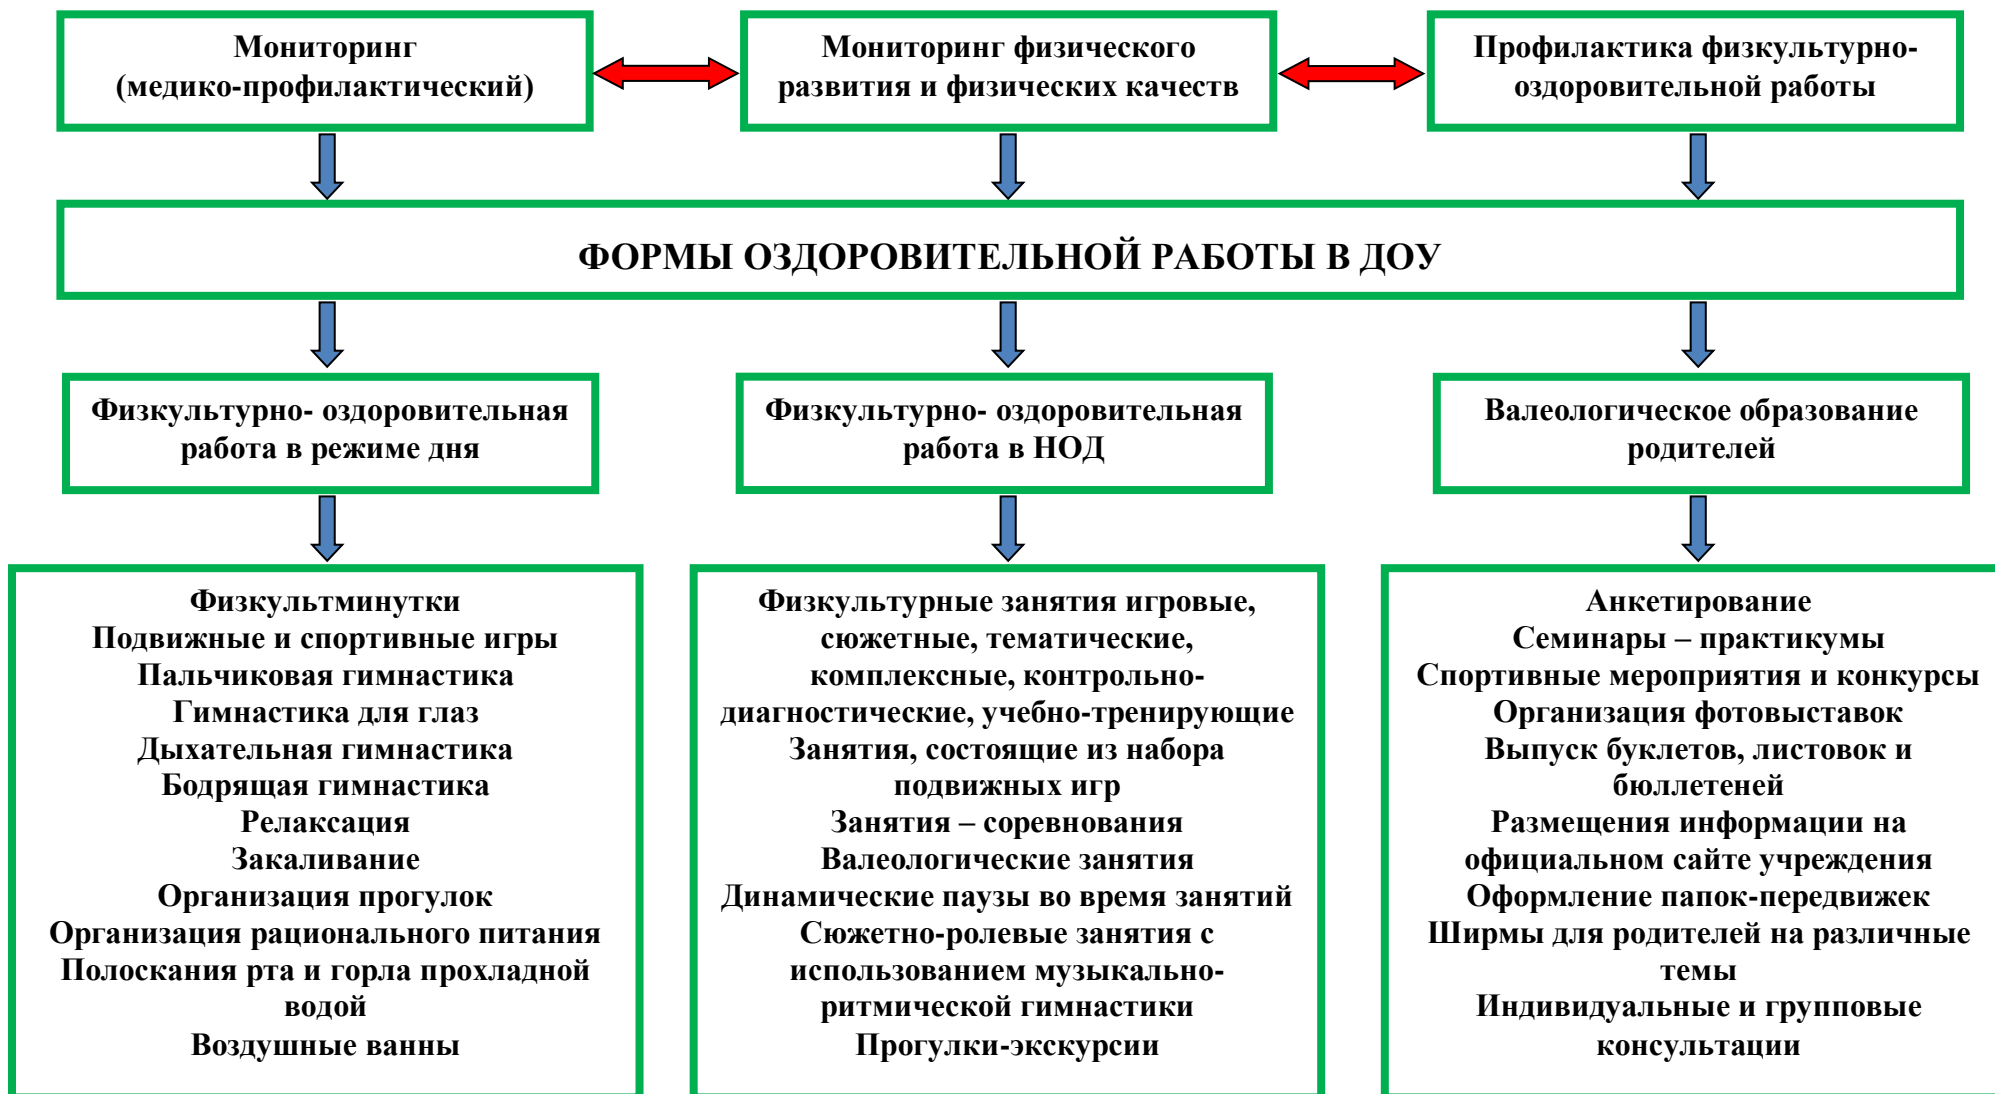 Мониторинг
(медико-профилактический)
Мониторинг физического
развития и физических качеств
Профилактика физкультурно-
оздоровительной работы
ФОРМЫ ОЗДОРОВИТЕЛЬНОЙ РАБОТЫ В ДОУ
Физкультурно- оздоровительная
работа в режиме дня
Физкультурно- оздоровительная
работа в НОД
Валеологическое образование
родителей
Физкультминутки
Подвижные и спортивные игры
Пальчиковая гимнастика
Гимнастика для глаз
Дыхательная гимнастика
Бодрящая гимнастика
Релаксация
Закаливание
Организация прогулок
Организация рационального питания
Полоскания рта и горла прохладной
водой
Воздушные ванны
Физкультурные занятия игровые,
сюжетные, тематические,
комплексные, контрольно-
диагностические, учебно-тренирующие
Занятия, состоящие из набора
подвижных игр
Занятия – соревнования
Валеологические занятия
Динамические паузы во время занятий
Сюжетно-ролевые занятия с
использованием музыкально-
ритмической гимнастики
Прогулки-экскурсии
Анкетирование
Семинары – практикумы
Спортивные мероприятия и конкурсы
Организация фотовыставок
Выпуск буклетов, листовок и
бюллетеней
Размещения информации на
официальном сайте учреждения
Оформление папок-передвижек
Ширмы для родителей на различные
темы
Индивидуальные и групповые
консультации